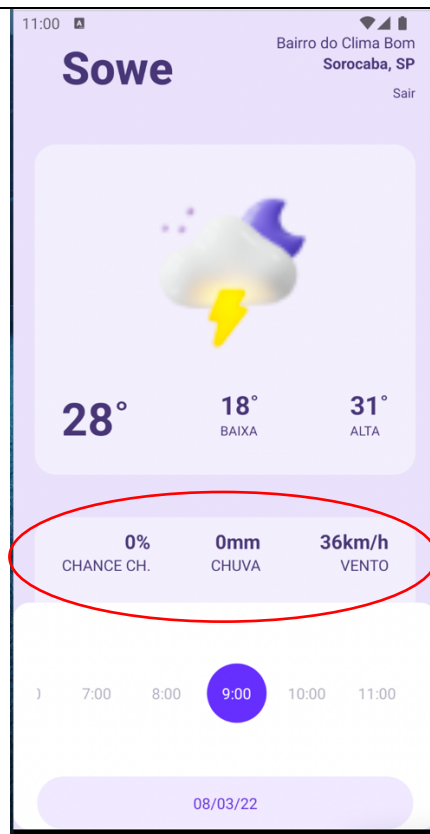 11:00 A
Bairro do Clima Bom
Sowe
Sorocaba, SP
Sair
28° 18° 31°
BAIXA ALTA
0% 0mm 36km/h
CHANCE CH. CHUVA VENTO
0 7:00 8:00 9:00 10:00 11:00
08/03/22